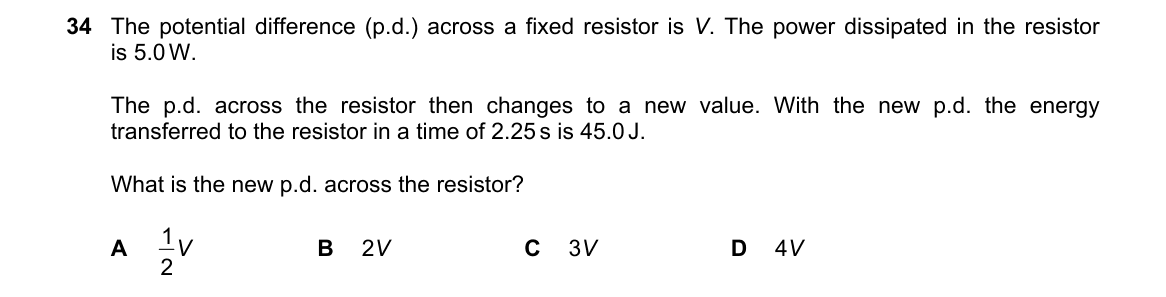 34 The potential difference (p.d.) across a fixed resistor is V. The power dissipated in the resistor
is 5.0 W.
The p.d. across the resistor then changes to a new value. With the new p.d. the energy
transferred to the resistor in a time of 2.25 s is 45.0 J.
What is the new p.d. across the resistor?
A 1/2 V B 2V C 3V D 4V